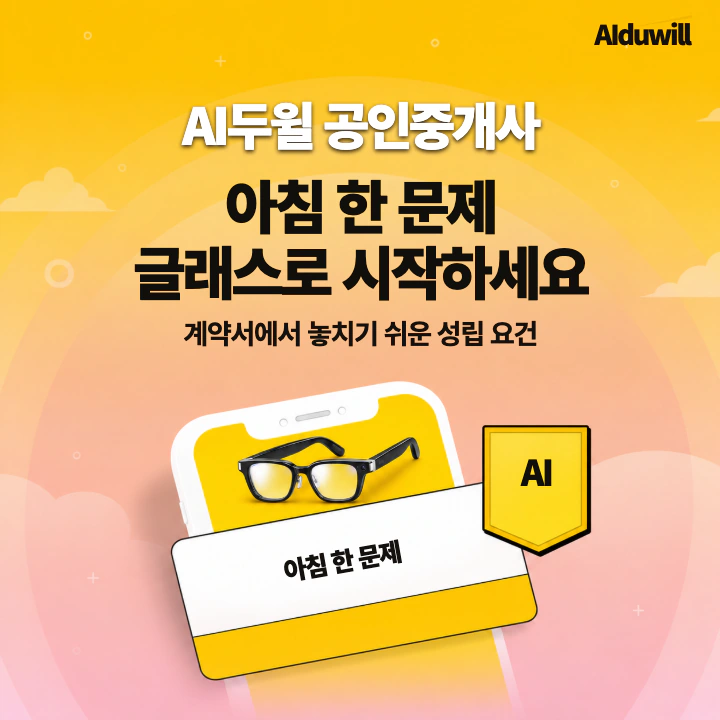 AIduwill
AI두윌 공인중개사
아침 한 문제
글래스로 시작하세요
계약서에서 놓치기 쉬운 성립 요건
AI
아침 한 문제